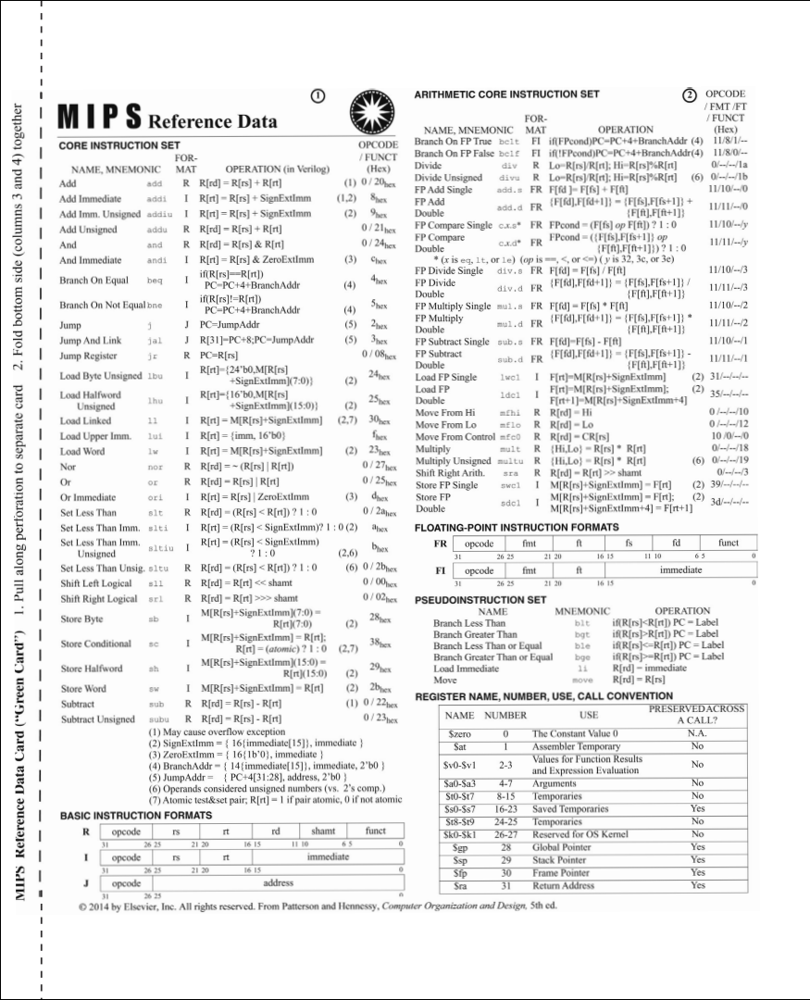 MIPS Reference Data Card (“Green Card”) 1. Pull along perforation to separate card 2. Fold bottom side (columns 3 and 4) together
1
MIPS Reference Data
CORE INSTRUCTION SET OPCODE
FOR- / FUNCT
NAME, MNEMONIC MAT OPERATION (in Verilog) (Hex)
Add add R R[rd] = R[rs] + R[rt] (1) 0 / 20hex
Add Immediate addi I R[rt] = R[rs] + SignExtImm (1,2) 8hex
Add Imm. Unsigned addiu I R[rt] = R[rs] + SignExtImm (2) 9hex
Add Unsigned addu R R[rd] = R[rs] + R[rt] 0 / 21hex
And and R R[rd] = R[rs] & R[rt] 0 / 24hex
And Immediate andi I R[rt] = R[rs] & ZeroExtImm (3) chex
Branch On Equal beq I if(R[rs]==R[rt])
PC=PC+4+BranchAddr (4) 4hex
Branch On Not Equal bne I if(R[rs]!=R[rt])
PC=PC+4+BranchAddr (4) 5hex
Jump j J PC=JumpAddr (5) 2hex
Jump And Link jal J R[31]=PC+8;PC=JumpAddr (5) 3hex
Jump Register jr R PC=R[rs] 0 / 08hex
Load Byte Unsigned lbu I R[rt]={24’b0,M[R[rs]
+SignExtImm](7:0)} (2) 24hex
Load Halfword
Unsigned lhu I R[rt]={16’b0,M[R[rs]
+SignExtImm](15:0)} (2) 25hex
Load Linked ll I R[rt] = M[R[rs]+SignExtImm] (2,7) 30hex
Load Upper Imm. lui I R[rt] = {imm, 16’b0} fhex
Load Word lw I R[rt] = M[R[rs]+SignExtImm] (2) 23hex
Nor nor R R[rd] = ~ (R[rs] | R[rt]) 0 / 27hex
Or or R R[rd] = R[rs] | R[rt] 0 / 25hex
Or Immediate ori I R[rt] = R[rs] | ZeroExtImm (3) dhex
Set Less Than slt R R[rd] = (R[rs] < R[rt]) ? 1 : 0 0 / 2ahex
Set Less Than Imm. slti I R[rt] = (R[rs] < SignExtImm)? 1 : 0 (2) ahex
Set Less Than Imm.
Unsigned sltiu I R[rt] = (R[rs] < SignExtImm)
? 1 : 0 (2,6) bhex
Set Less Than Unsig. sltu R R[rd] = (R[rs] < R[rt]) ? 1 : 0 (6) 0 / 2bhex
Shift Left Logical sll R R[rd] = R[rt] << shamt 0 / 00hex
Shift Right Logical srl R R[rd] = R[rt] >>> shamt 0 / 02hex
Store Byte sb I M[R[rs]+SignExtImm](7:0) =
R[rt](7:0) (2) 28hex
Store Conditional sc I M[R[rs]+SignExtImm] = R[rt];
R[rt] = (atomic) ? 1 : 0 (2,7) 38hex
Store Halfword sh I M[R[rs]+SignExtImm](15:0) =
R[rt](15:0) (2) 29hex
Store Word sw I M[R[rs]+SignExtImm] = R[rt] (2) 2bhex
Subtract sub R R[rd] = R[rs] - R[rt] (1) 0 / 22hex
Subtract Unsigned subu R R[rd] = R[rs] - R[rt] 0 / 23hex
(1) May cause overflow exception
(2) SignExtImm = { 16{immediate[15]}, immediate }
(3) ZeroExtImm = { 16{1b’0}, immediate }
(4) BranchAddr = { 14{immediate[15]}, immediate, 2’b0 }
(5) JumpAddr = { PC+4[31:28], address, 2’b0 }
(6) Operands considered unsigned numbers (vs. 2’s comp.)
(7) Atomic test&set pair; R[rt] = 1 if pair atomic, 0 if not atomic
BASIC INSTRUCTION FORMATS
R opcode rs rt rd shamt funct
31 26 25 21 20 16 15 11 10 6 5 0
I opcode rs rt immediate
31 26 25 21 20 16 15 0
J opcode address
31 26 25 0
ARITHMETIC CORE INSTRUCTION SET 2 OPCODE
/ FMT /FT
FOR- / FUNCT
NAME, MNEMONIC MAT OPERATION (Hex)
Branch On FP True bclt FI if(FPcond)PC=PC+4+BranchAddr (4) 11/8/1/--
Branch On FP False bclf FI if(!FPcond)PC=PC+4+BranchAddr(4) 11/8/0/--
Divide div R Lo=R[rs]/R[rt]; Hi=R[rs]%R[rt] 0/--/--/1a
Divide Unsigned divu R Lo=R[rs]/R[rt]; Hi=R[rs]%R[rt] (6) 0/--/--/1b
FP Add Single add.s FR F[fd ]= F[fs] + F[ft] 11/10/--/0
FP Add
Double add.d FR {F[fd],F[fd+1]} = {F[fs],F[fs+1]} +
{F[ft],F[ft+1]} 11/11/--/0
FP Compare Single c.x.s* FR FPcond = (F[fs] op F[ft]) ? 1 : 0 11/10/--/y
FP Compare
Double c.x.d* FR FPcond = ({F[fs],F[fs+1]} op
{F[ft],F[ft+1]}) ? 1 : 0 11/11/--/y
* (x is eq, lt, or le) (op is ==, <, or <=) ( y is 32, 3c, or 3e)
FP Divide Single div.s FR F[fd] = F[fs] / F[ft] 11/10/--/3
FP Divide
Double div.d FR {F[fd],F[fd+1]} = {F[fs],F[fs+1]} /
{F[ft],F[ft+1]} 11/11/--/3
FP Multiply Single mul.s FR F[fd] = F[fs] * F[ft] 11/10/--/2
FP Multiply
Double mul.d FR {F[fd],F[fd+1]} = {F[fs],F[fs+1]} *
{F[ft],F[ft+1]} 11/11/--/2
FP Subtract Single sub.s FR F[fd]=F[fs] - F[ft] 11/10/--/1
FP Subtract
Double sub.d FR {F[fd],F[fd+1]} = {F[fs],F[fs+1]} -
{F[ft],F[ft+1]} 11/11/--/1
Load FP Single lwc1 I F[rt]=M[R[rs]+SignExtImm] (2) 31/--/--/--
Load FP
Double ldc1 I F[rt]=M[R[rs]+SignExtImm]; (2)
F[rt+1]=M[R[rs]+SignExtImm+4] 35/--/--/--
Move From Hi mfhi R R[rd] = Hi 0 /--/--/10
Move From Lo mflo R R[rd] = Lo 0 /--/--/12
Move From Control mfc0 R R[rd] = CR[rs] 10 /0/--/0
Multiply mult R {Hi,Lo} = R[rs] * R[rt] 0/--/--/18
Multiply Unsigned multu R {Hi,Lo} = R[rs] * R[rt] (6) 0/--/--/19
Shift Right Arith. sra R R[rd] = R[rt] >> shamt 0/--/--/3
Store FP Single swc1 I M[R[rs]+SignExtImm] = F[rt] (2) 39/--/--/--
Store FP
Double sdc1 I M[R[rs]+SignExtImm] = F[rt]; (2)
M[R[rs]+SignExtImm+4] = F[rt+1] 3d/--/--/--
FLOATING-POINT INSTRUCTION FORMATS
FR opcode fmt ft fs fd funct
31 26 25 21 20 16 15 11 10 6 5 0
FI opcode fmt ft immediate
31 26 25 21 20 16 15 0
PSEUDOINSTRUCTION SET
NAME MNEMONIC OPERATION
Branch Less Than blt if(R[rs]<R[rt]) PC = Label
Branch Greater Than bgt if(R[rs]>R[rt]) PC = Label
Branch Less Than or Equal ble if(R[rs]<=R[rt]) PC = Label
Branch Greater Than or Equal bge if(R[rs]>=R[rt]) PC = Label
Load Immediate li R[rd] = immediate
Move move R[rd] = R[rs]
REGISTER NAME, NUMBER, USE, CALL CONVENTION
NAME NUMBER USE PRESERVED ACROSS
A CALL?
$zero 0 The Constant Value 0 N.A.
$at 1 Assembler Temporary No
$v0-$v1 2-3 Values for Function Results
and Expression Evaluation No
$a0-$a3 4-7 Arguments No
$t0-$t7 8-15 Temporaries No
$s0-$s7 16-23 Saved Temporaries Yes
$t8-$t9 24-25 Temporaries No
$k0-$k1 26-27 Reserved for OS Kernel No
$gp 28 Global Pointer Yes
$sp 29 Stack Pointer Yes
$fp 30 Frame Pointer Yes
$ra 31 Return Address Yes
© 2014 by Elsevier, Inc. All rights reserved. From Patterson and Hennessy, Computer Organization and Design, 5th ed.